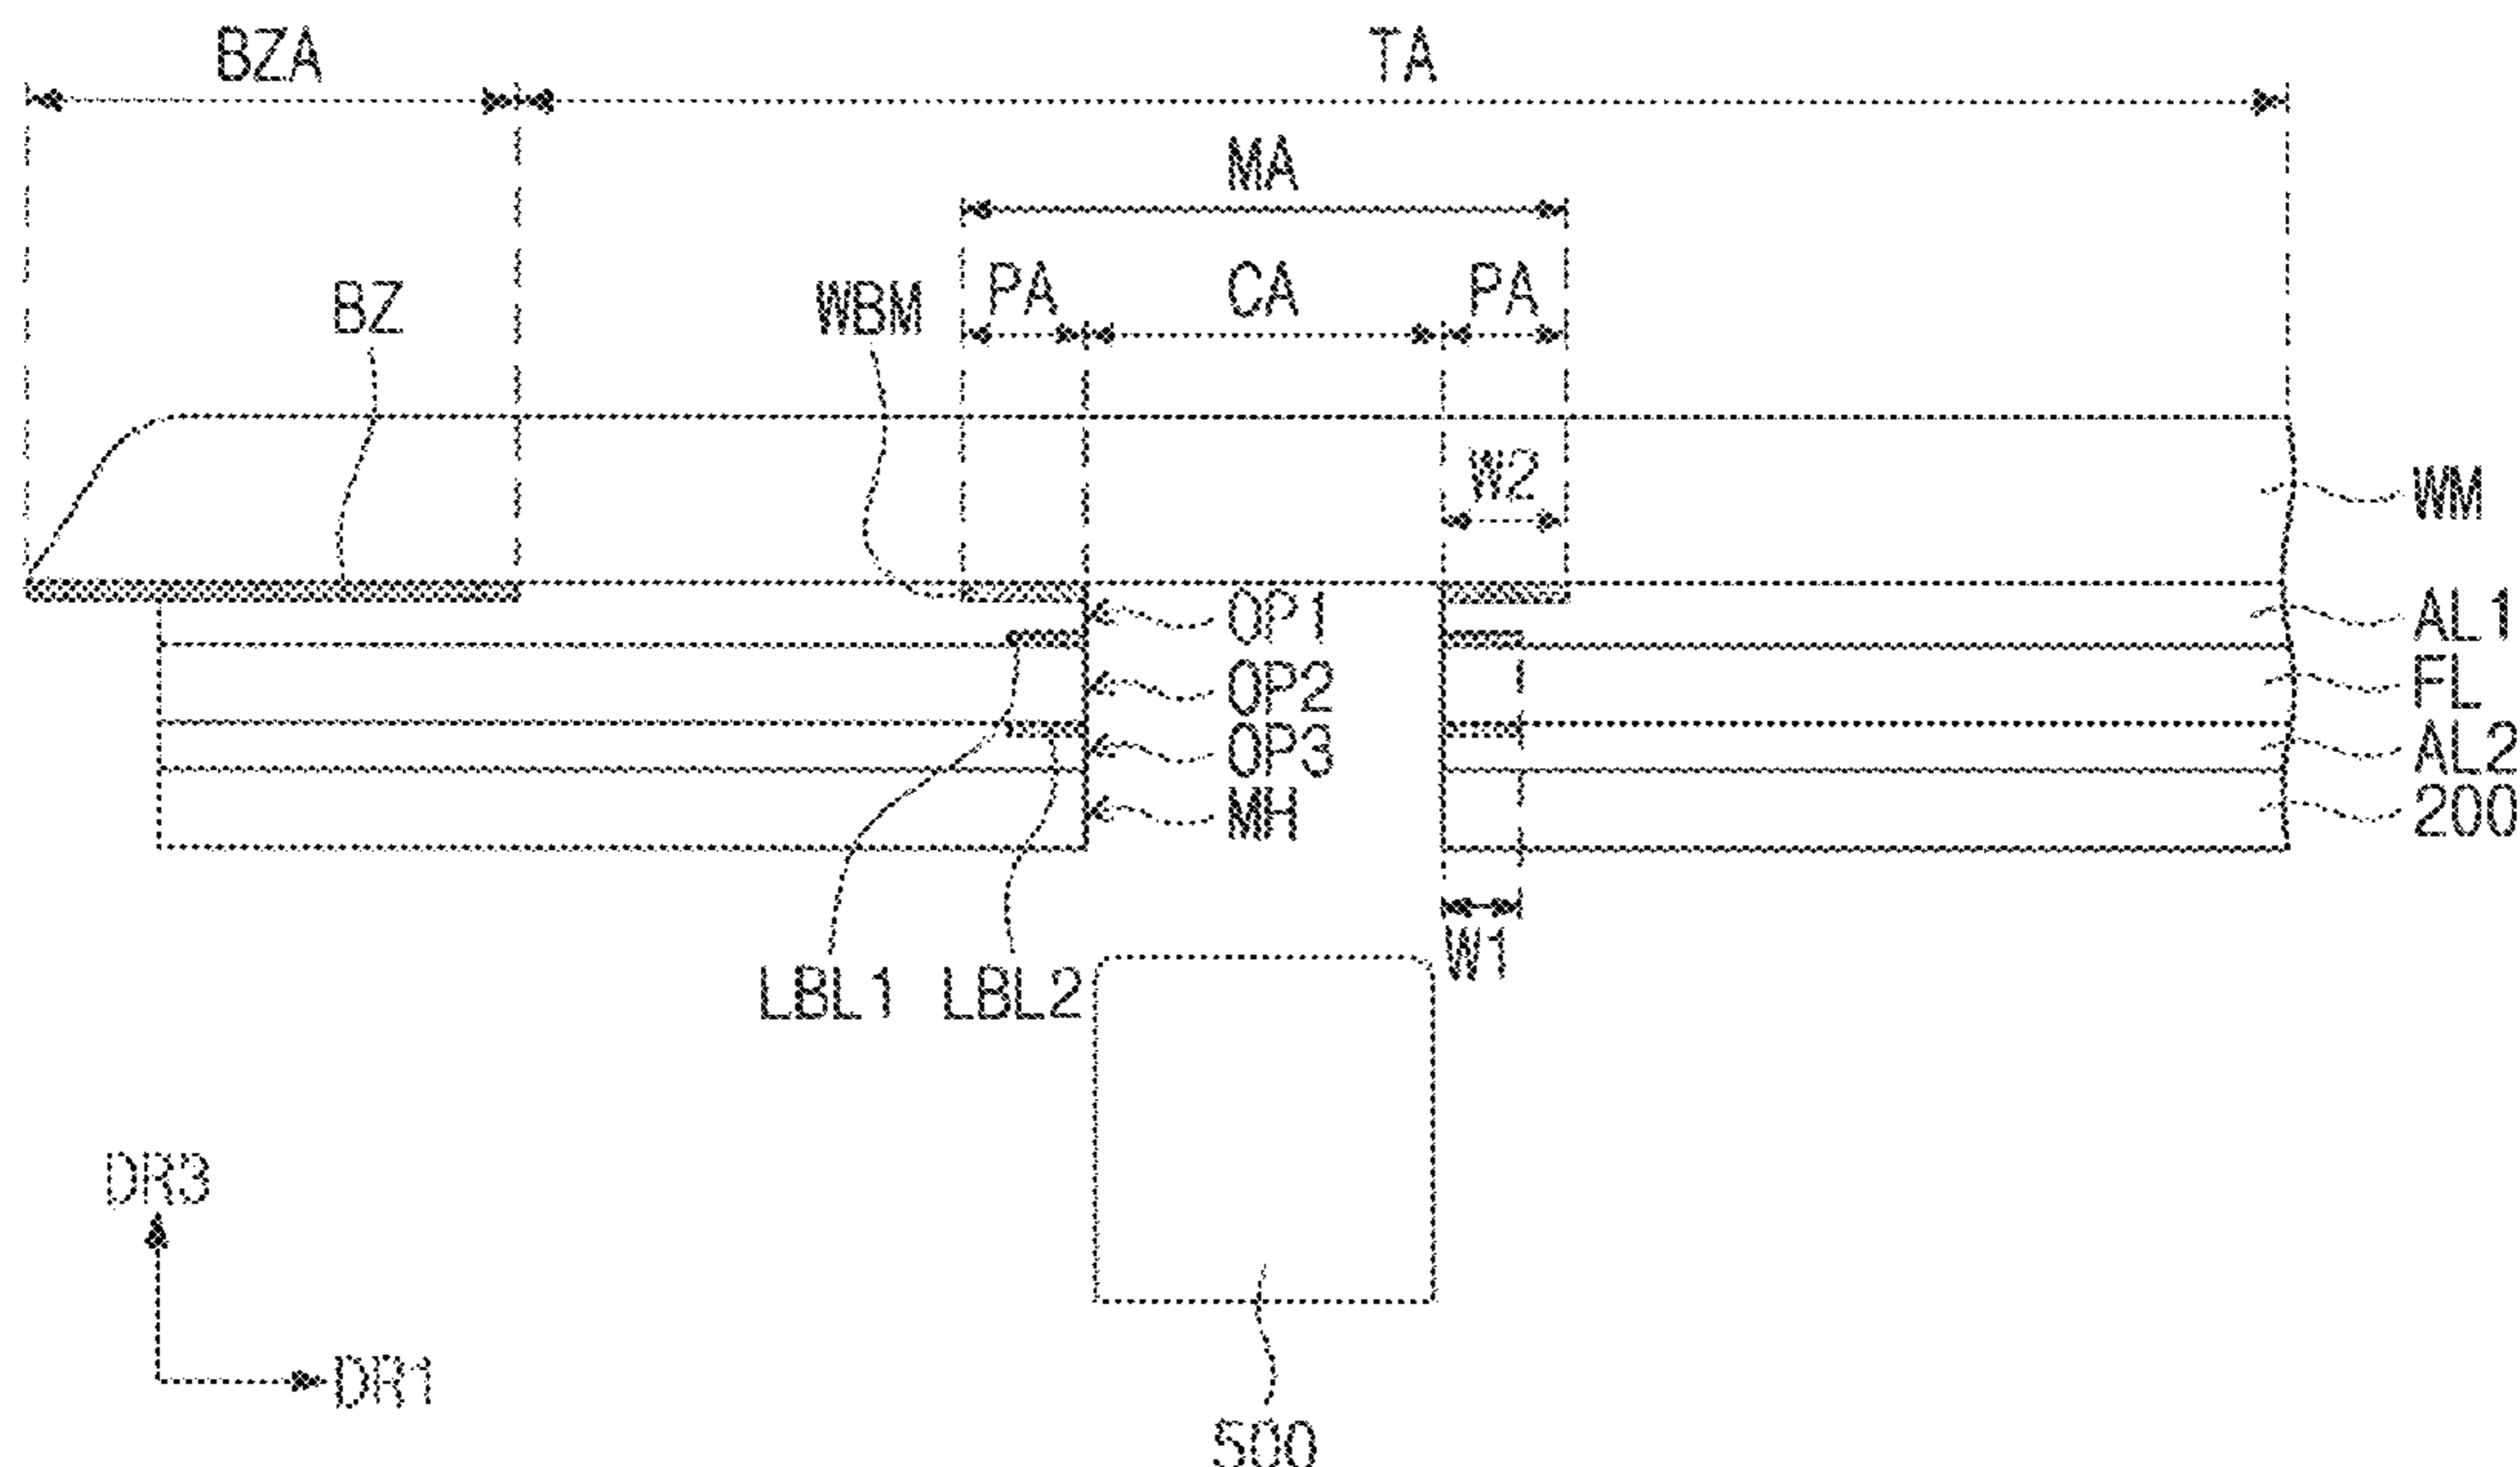 BZA
TA
MA
BZ
WBM
PA
CA
PA
W2
WM
OP1
AL1
OP2
FL
OP3
AL2
MH
200
W1
LBL1
LBL2
DR3
DR1
500